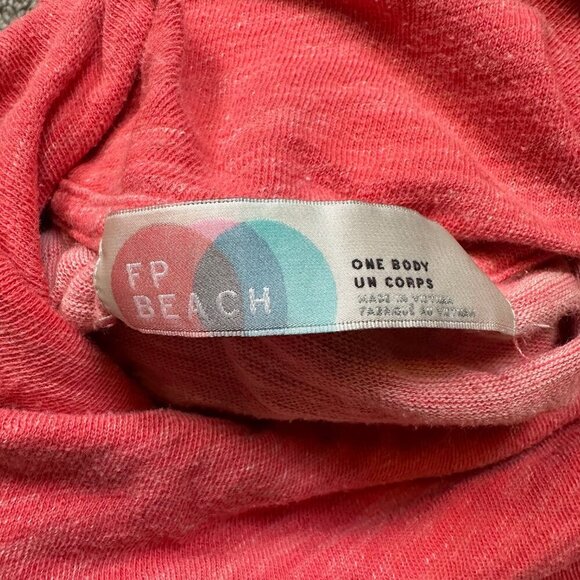 FP
BEACH
ONE BODY
UN CORPS
MADE IN VIETNAM
FABRIQUÉ AU VIETNAM